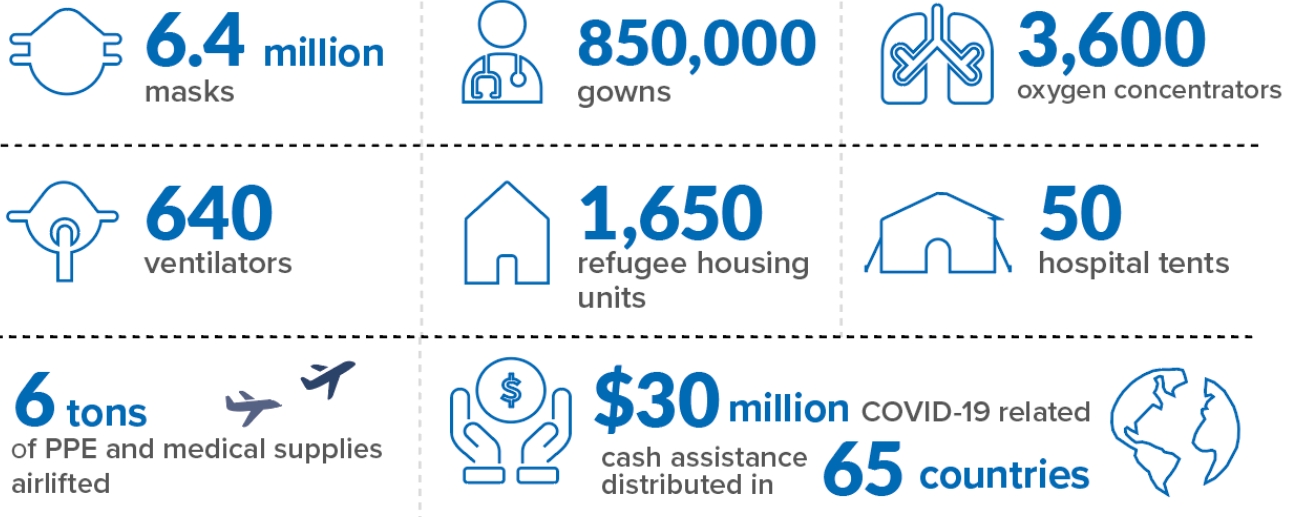 6.4 million
masks
850,000
gowns
3,600
oxygen concentrators
640
ventilators
1,650
refugee housing
units
50
hospital tents
6 tons
of PPE and medical supplies
airlifted
$
$30 million COVID-19 related
cash assistance
distributed in 65 countries